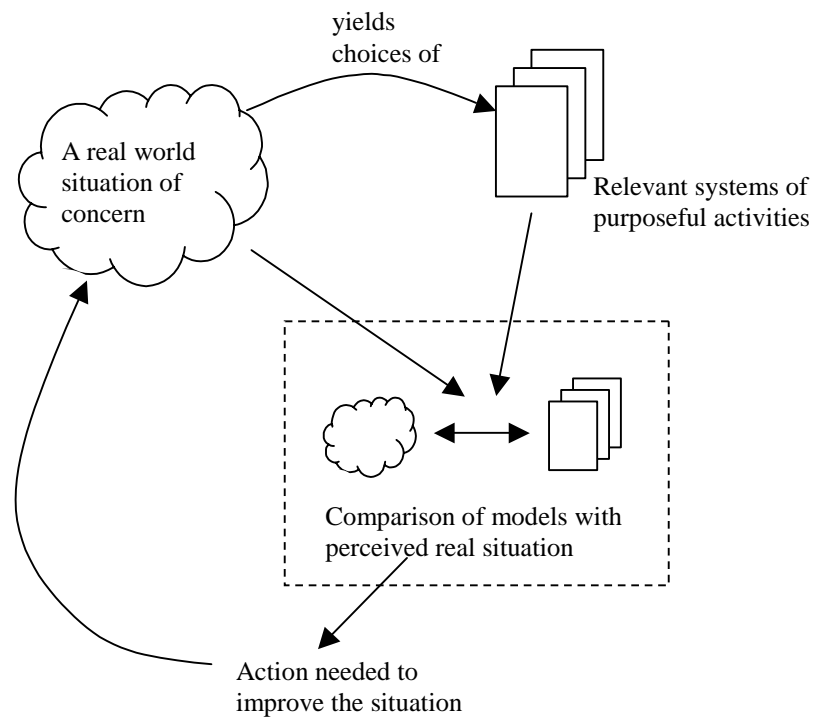 yields
choices of
A real world
situation of
concern
Relevant systems of
purposeful activities
Comparison of models with
perceived real situation
Action needed to
improve the situation